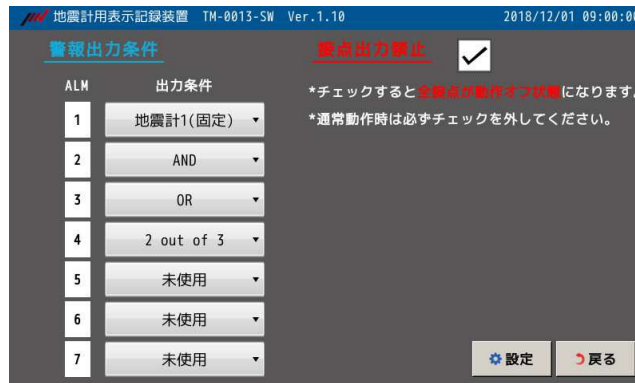 地震計用表示記録装置 TM-0013-SW Ver.1.10 2018/12/01 09:00:00
警報出力条件
接点出力禁止
ALM 出力条件
*チェックすると全接点が動作オフ状態になります。
1 地震計1(固定)
*通常動作時は必ずチェックを外してください。
2 AND
3 OR
4 2 out of 3
5 未使用
6 未使用
7 未使用
設定
戻る